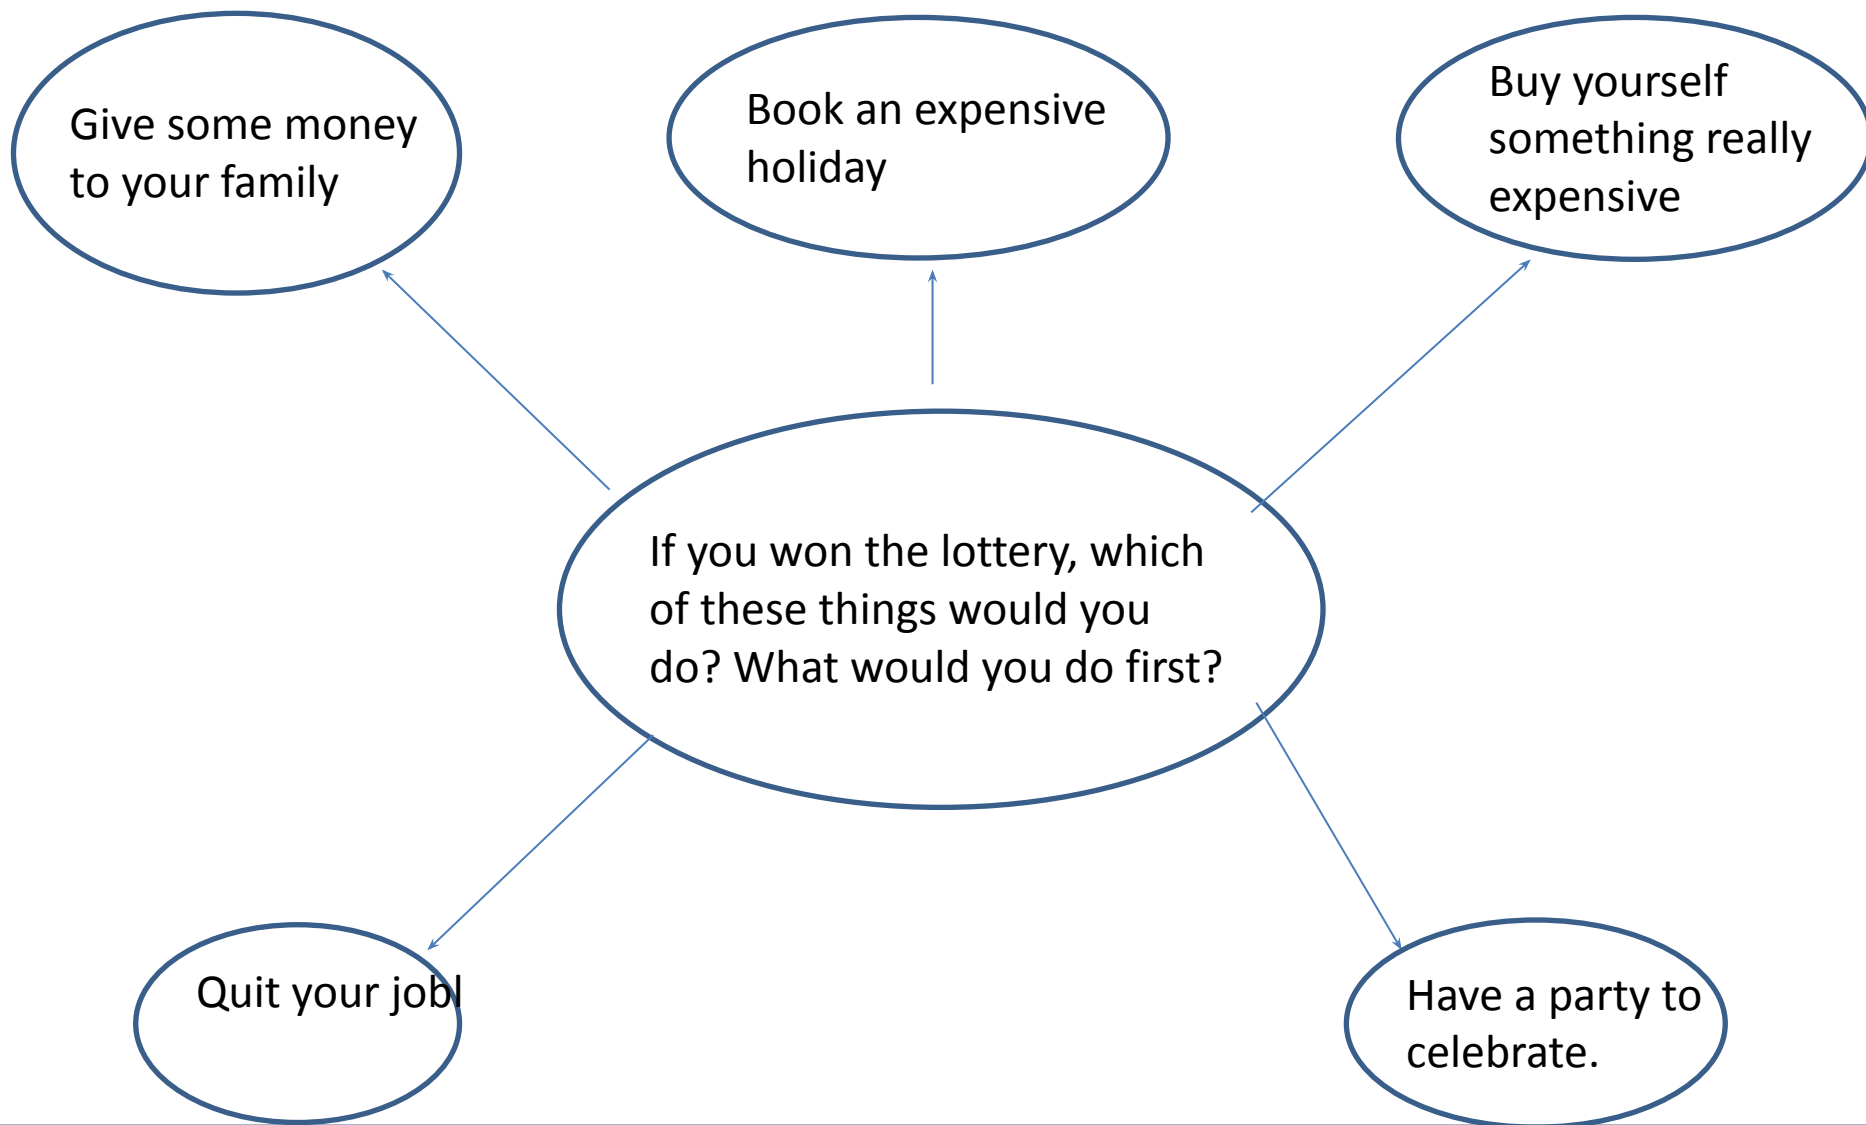 Give some money
to your family
Book an expensive
holiday
Buy yourself
something really
expensive
If you won the lottery, which
of these things would you
do? What would you do first?
Quit your jobl
Have a party to
celebrate.